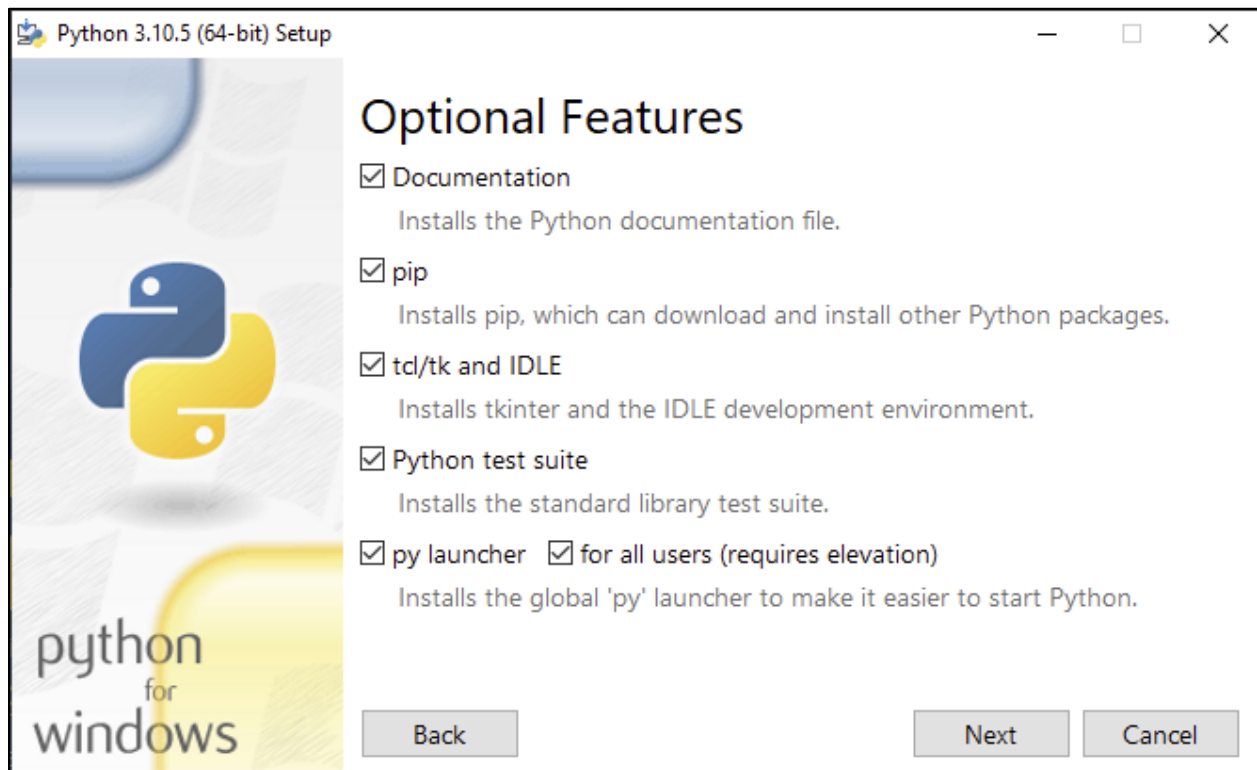 Python 3.10.5 (64-bit) Setup
Optional Features
Documentation
Installs the Python documentation file.
pip
Installs pip, which can download and install other Python packages.
tcl/tk and IDLE
Installs tkinter and the IDLE development environment.
Python test suite
Installs the standard library test suite.
py launcher for all users (requires elevation)
Installs the global 'py' launcher to make it easier to start Python.
python
for
windows
Back Next Cancel